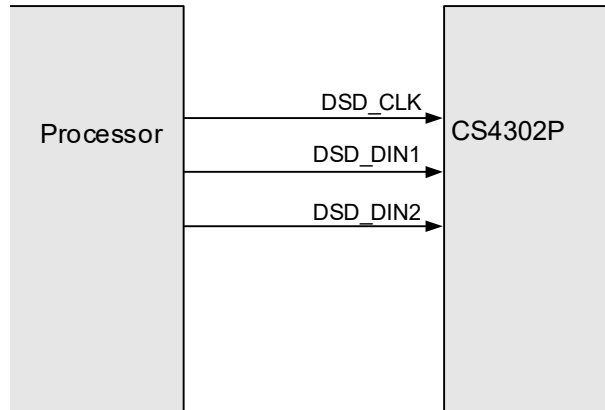 DSD_CLK
Processor
CS4302P
DSD_DIN1
DSD_DIN2